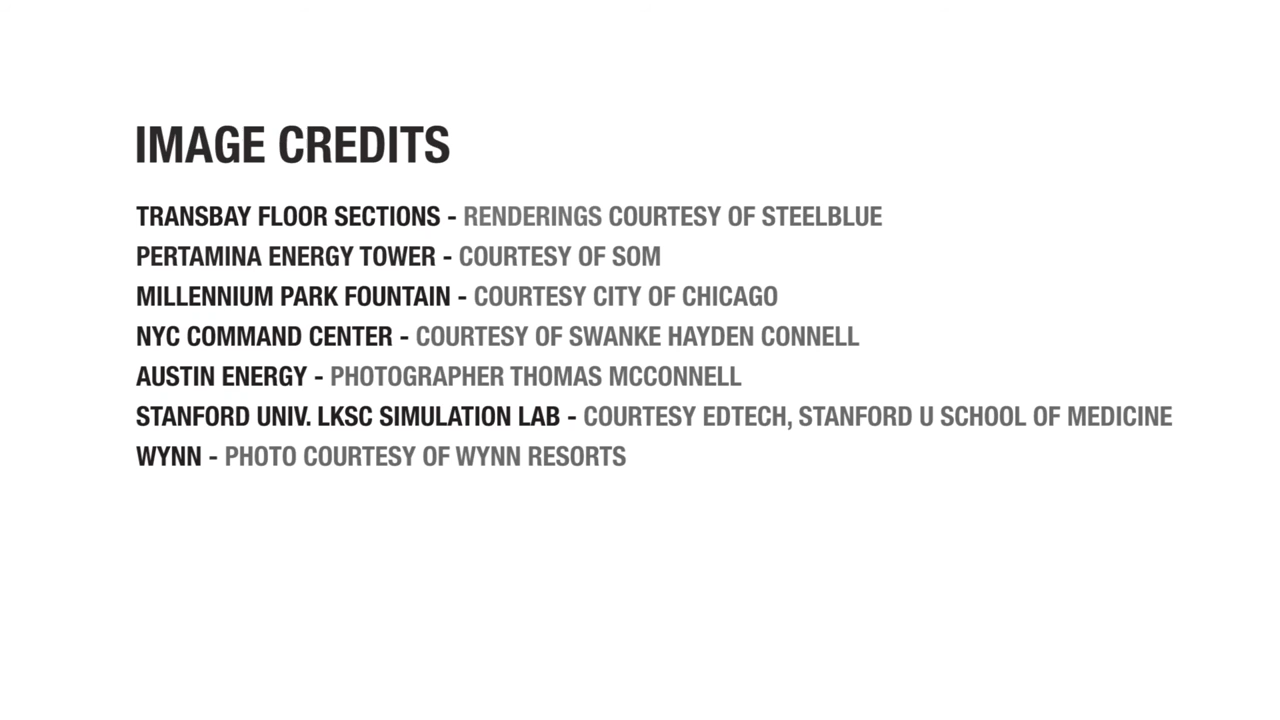 IMAGE CREDITS
TRANSBAY FLOOR SECTIONS - RENDERINGS COURTESY OF STEELBLUE
PERTAMINA ENERGY TOWER - COURTESY OF SOM
MILLENNIUM PARK FOUNTAIN - COURTESY CITY OF CHICAGO
NYC COMMAND CENTER - COURTESY OF SWANKE HAYDEN CONNELL
AUSTIN ENERGY - PHOTOGRAPHER THOMAS MCCONNELL
STANFORD UNIV. LKSC SIMULATION LAB - COURTESY EDTECH, STANFORD U SCHOOL OF MEDICINE
WYNN - PHOTO COURTESY OF WYNN RESORTS